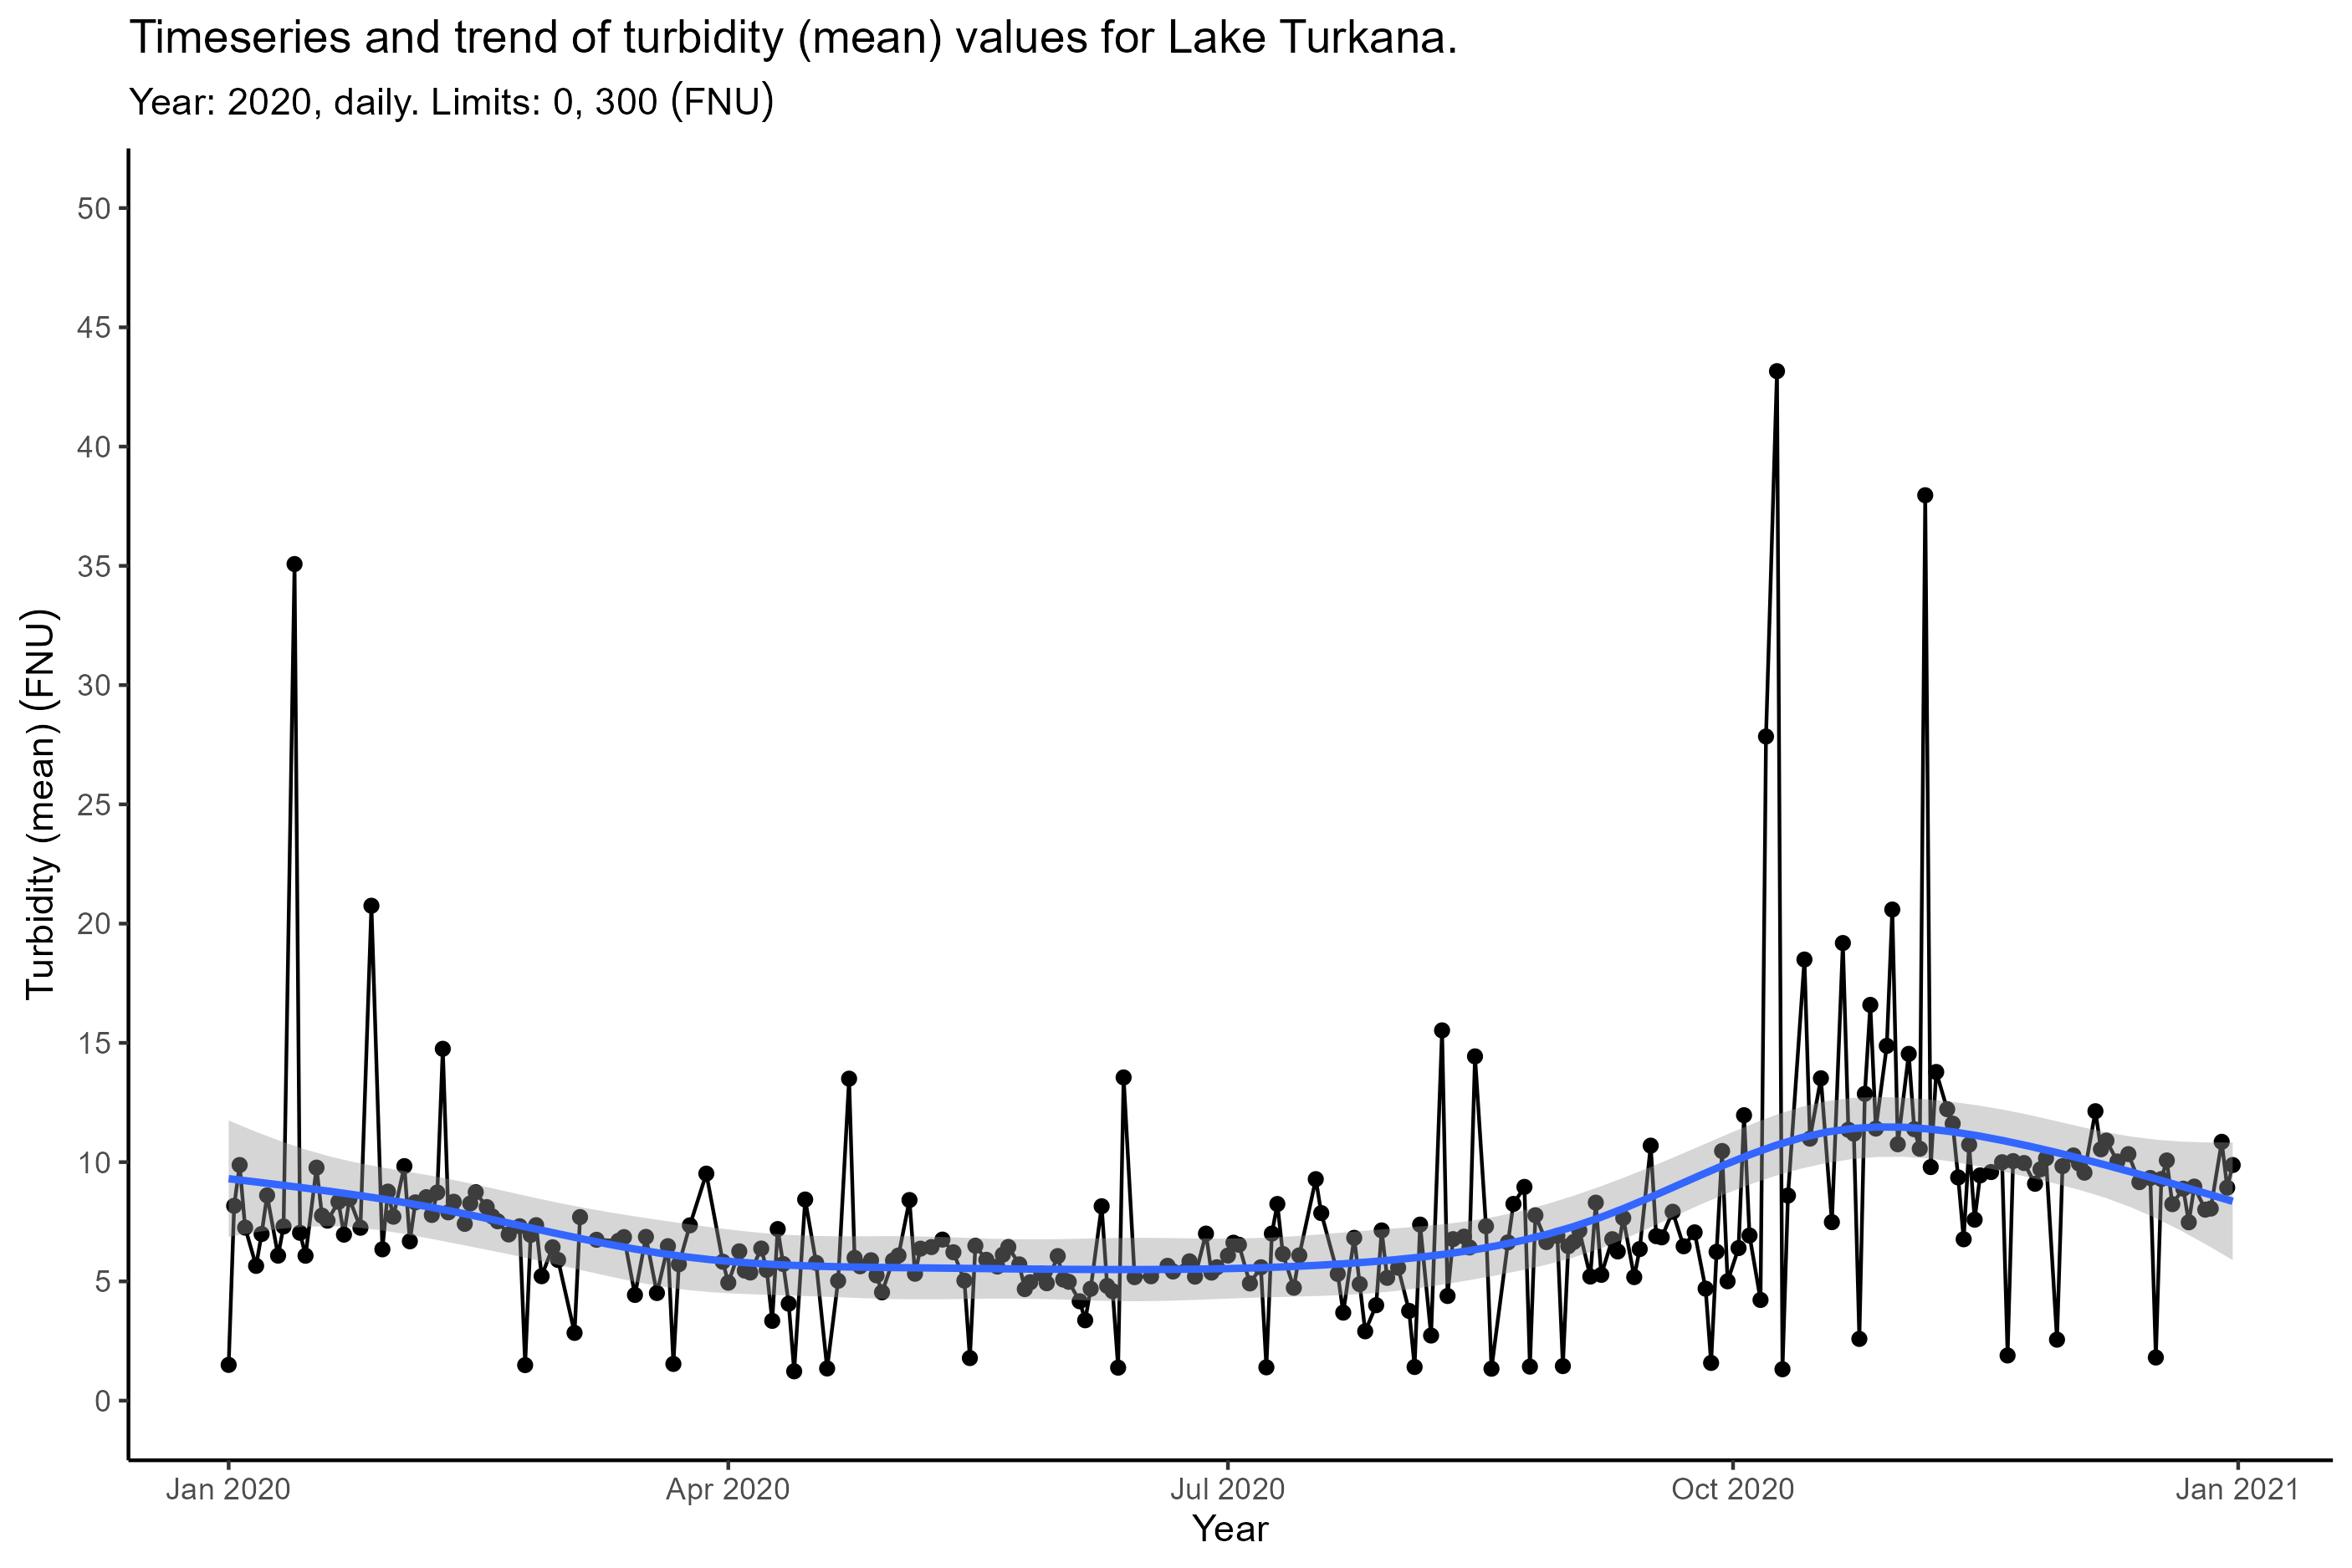 Timeseries and trend of turbidity (mean) values for Lake Turkana.
Year: 2020, daily. Limits: 0, 300 (FNU)
Turbidity (mean) (FNU)
50
45
40
35
30
25
20
15
10
5
0
Jan 2020 Apr 2020 Jul 2020 Oct 2020 Jan 2021
Year